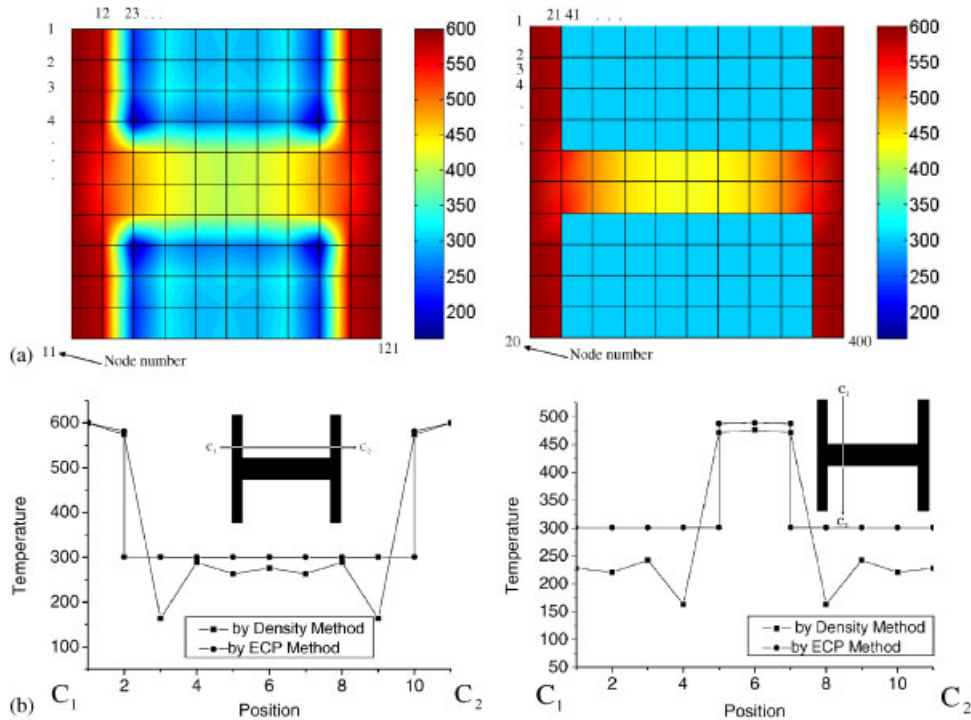 12 23 . . .
1
2
3
4
.
.
.
11
Node number
121
600
550
500
450
400
350
300
250
200
21 41 . . .
1
2
3
4
.
.
.
20
Node number
400
600
550
500
450
400
350
300
250
200
(a)
(b)
Temperature
600
500
400
300
200
100
C1
C2
by Density Method
by ECP Method
2 4 6 8 10
C1 Position C2
Temperature
500
450
400
350
300
250
200
150
100
50
C1
by Density Method
by ECP Method
2 4 6 8 10
C1 Position C2